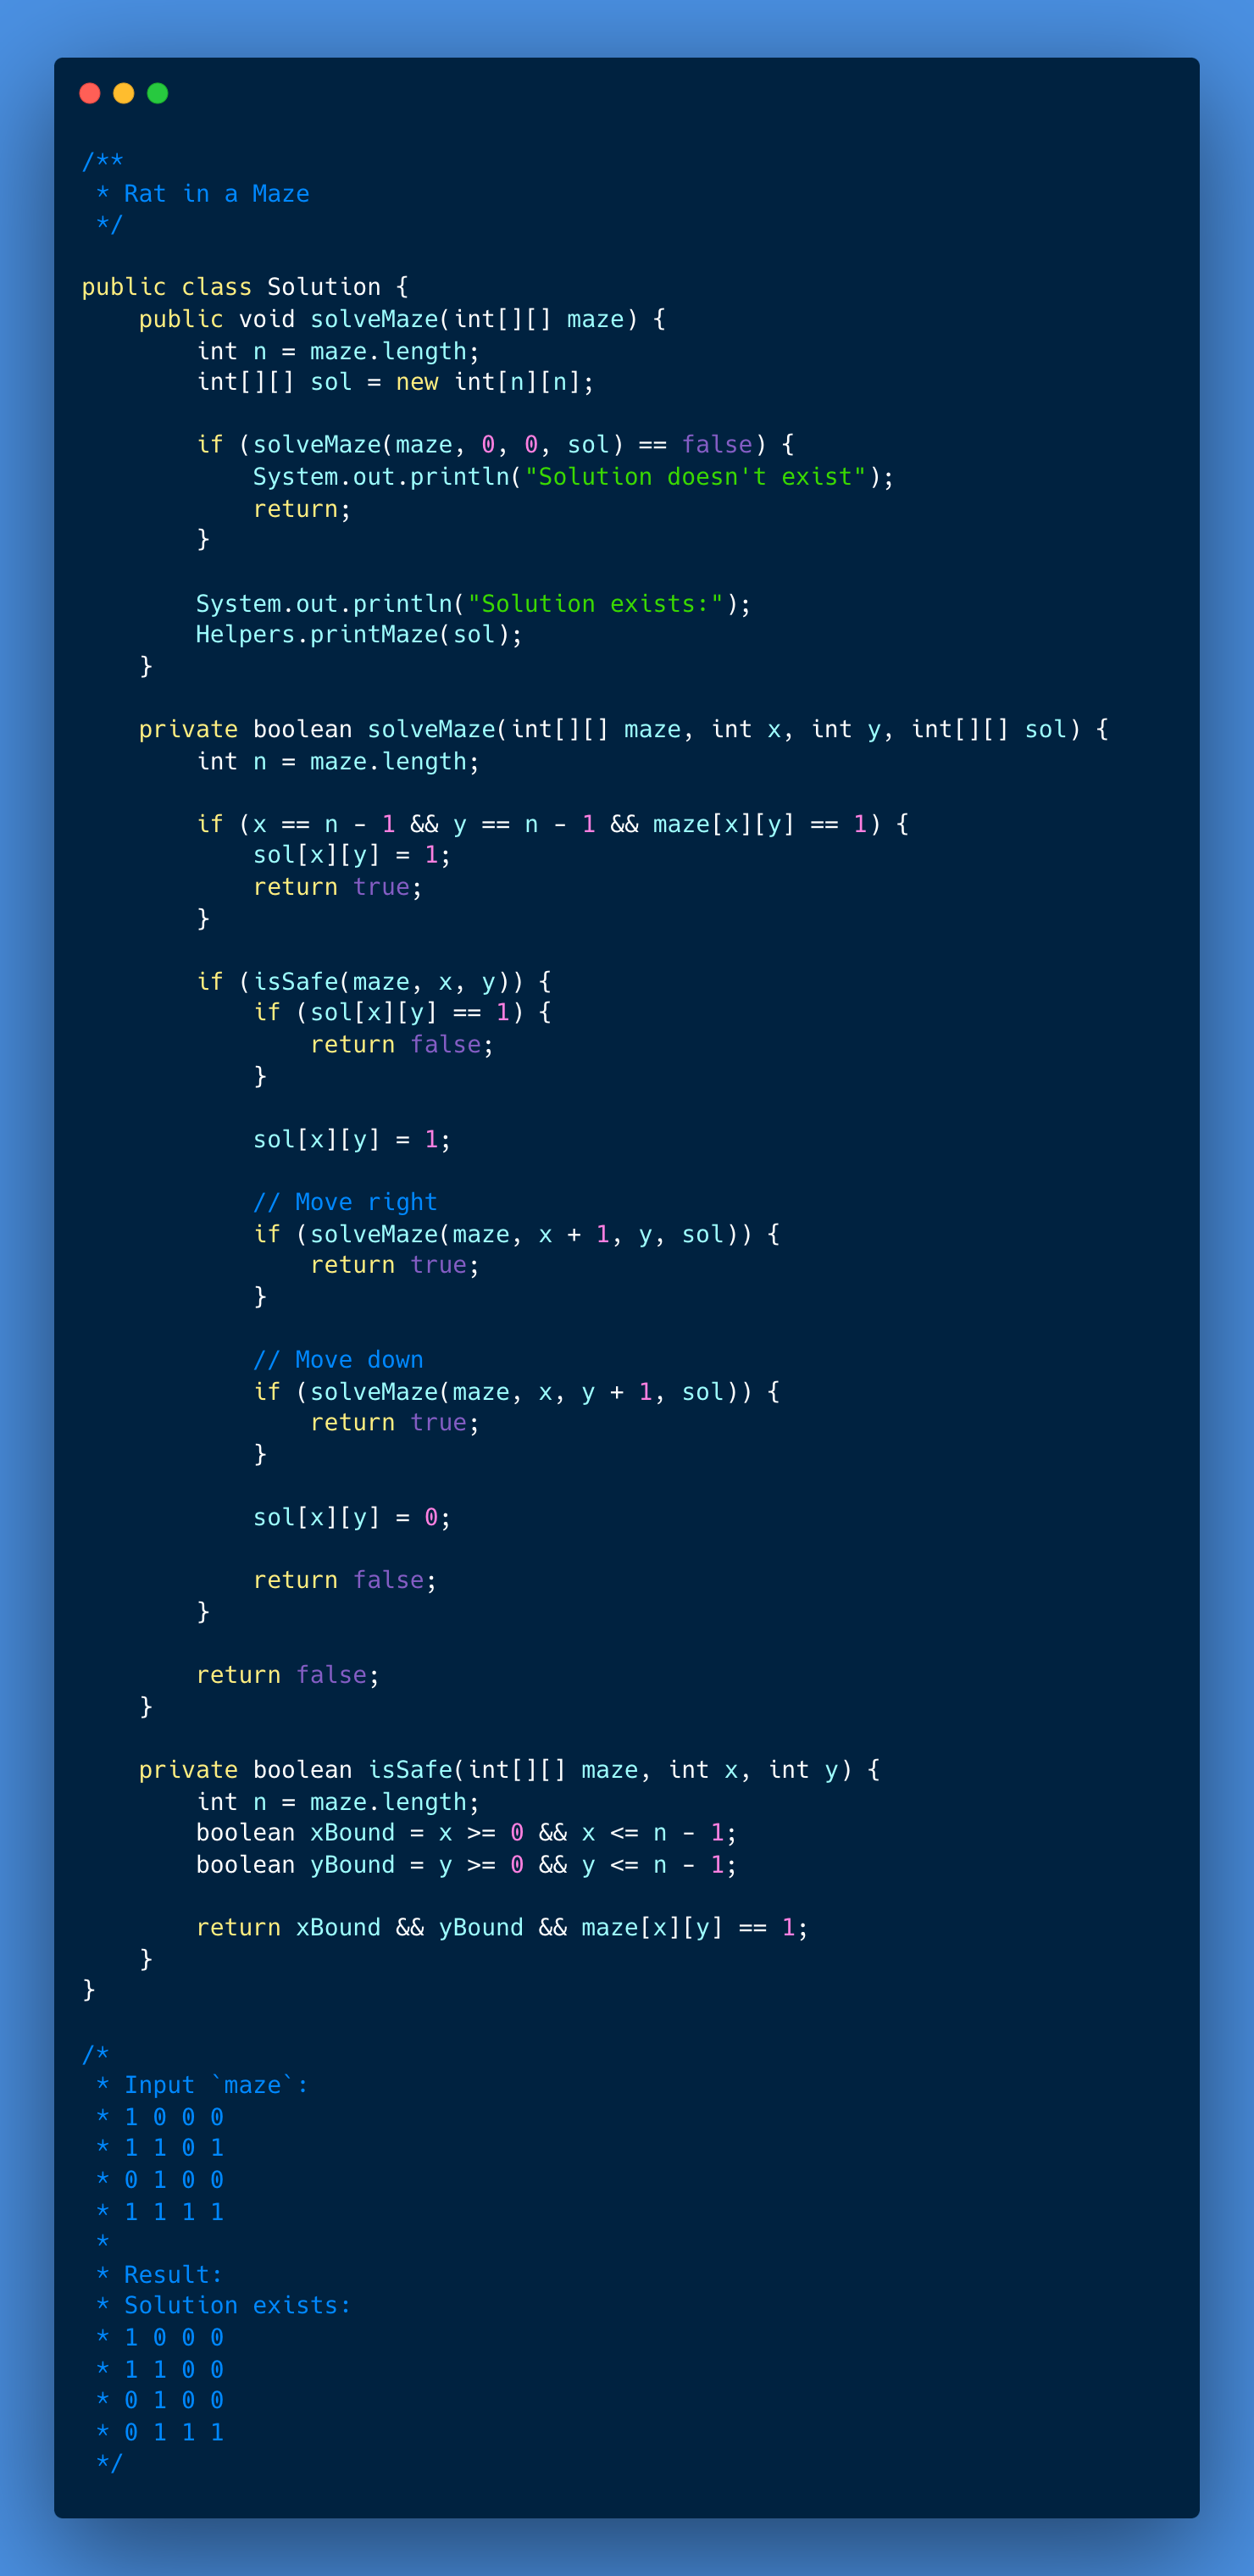 /**
 * Rat in a Maze
 */

public class Solution {
    public void solveMaze(int[][] maze) {
        int n = maze.length;
        int[][] sol = new int[n][n];

        if (solveMaze(maze, 0, 0, sol) == false) {
            System.out.println("Solution doesn't exist");
            return;
        }

        System.out.println("Solution exists:");
        Helpers.printMaze(sol);
    }

    private boolean solveMaze(int[][] maze, int x, int y, int[][] sol) {
        int n = maze.length;

        if (x == n - 1 && y == n - 1 && maze[x][y] == 1) {
            sol[x][y] = 1;
            return true;
        }

        if (isSafe(maze, x, y)) {
            if (sol[x][y] == 1) {
                return false;
            }

            sol[x][y] = 1;

            // Move right
            if (solveMaze(maze, x + 1, y, sol)) {
                return true;
            }

            // Move down
            if (solveMaze(maze, x, y + 1, sol)) {
                return true;
            }

            sol[x][y] = 0;

            return false;
        }

        return false;
    }

    private boolean isSafe(int[][] maze, int x, int y) {
        int n = maze.length;
        boolean xBound = x >= 0 && x <= n - 1;
        boolean yBound = y >= 0 && y <= n - 1;

        return xBound && yBound && maze[x][y] == 1;
    }
}

/*
 * Input `maze`:
 * 1 0 0 0
 * 1 1 0 1
 * 0 1 0 0
 * 1 1 1 1
 *
 * Result:
 * Solution exists:
 * 1 0 0 0
 * 1 1 0 0
 * 0 1 0 0
 * 0 1 1 1
 */